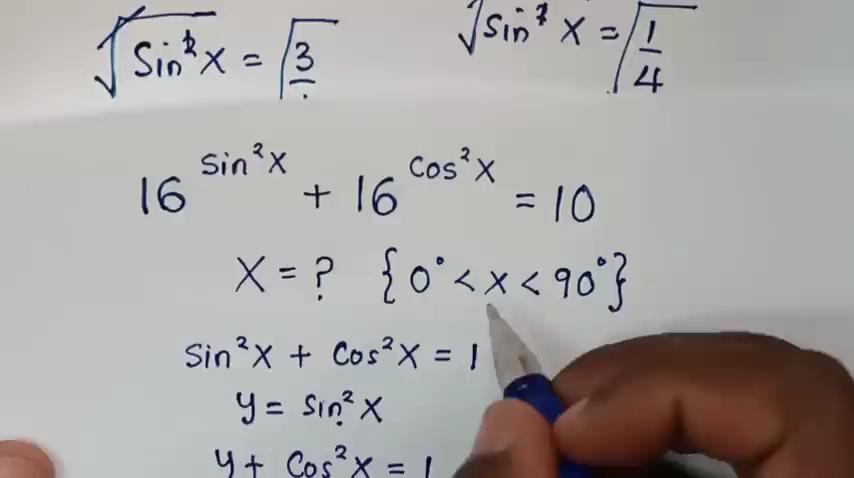 √Sin²x = √3
√Sin²x = √1/4
16^Sin²x + 16^Cos²x = 10
X = ? {0° < x < 90°}
Sin²x + Cos²x = 1
y = Sin²x
y + Cos²x = 1